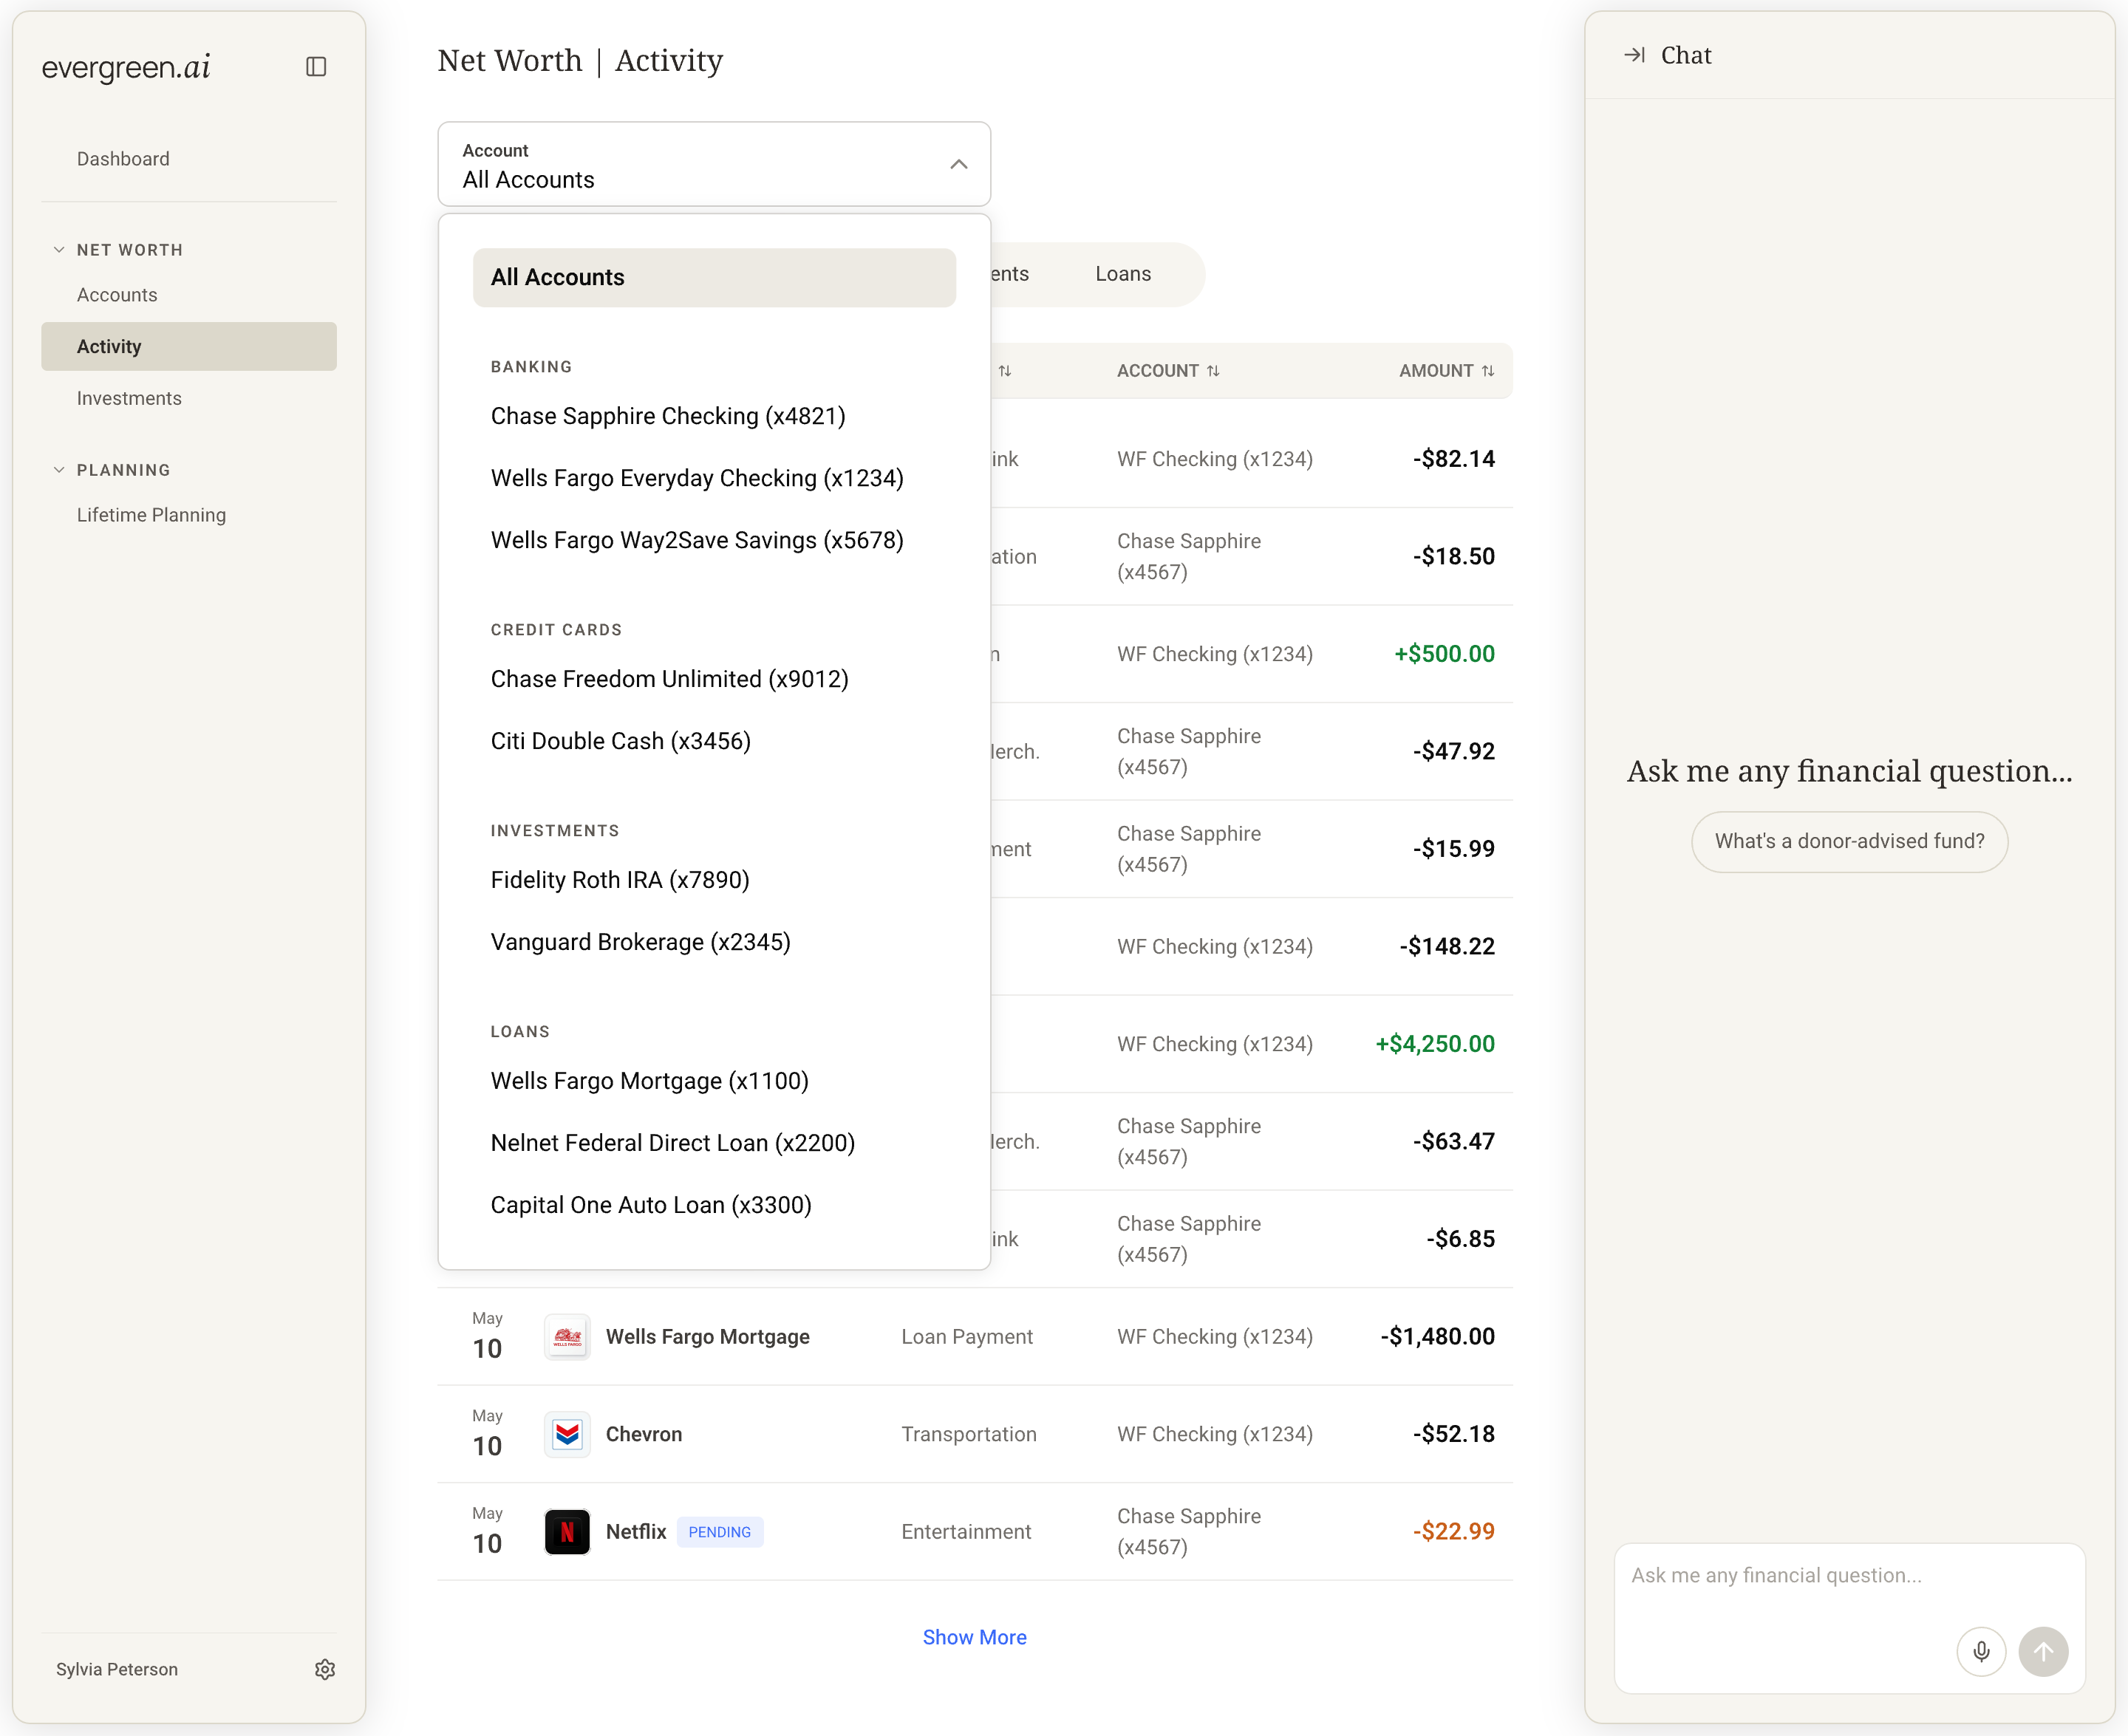 evergreen.ai
Dashboard
NET WORTH
Accounts
Activity
Investments
PLANNING
Lifetime Planning
Sylvia Peterson
Net Worth | Activity
Account
All Accounts
All Accounts
BANKING
Chase Sapphire Checking (x4821)
Wells Fargo Everyday Checking (x1234)
Wells Fargo Way2Save Savings (x5678)
CREDIT CARDS
Chase Freedom Unlimited (x9012)
Citi Double Cash (x3456)
INVESTMENTS
Fidelity Roth IRA (x7890)
Vanguard Brokerage (x2345)
LOANS
Wells Fargo Mortgage (x1100)
Nelnet Federal Direct Loan (x2200)
Capital One Auto Loan (x3300)
Loans
ACCOUNT AMOUNT
WF Checking (x1234) -$82.14
Chase Sapphire
(x4567) -$18.50
WF Checking (x1234) +$500.00
Chase Sapphire
(x4567) -$47.92
Chase Sapphire
(x4567) -$15.99
WF Checking (x1234) -$148.22
WF Checking (x1234) +$4,250.00
Chase Sapphire
(x4567) -$63.47
Chase Sapphire
(x4567) -$6.85
May
10 Wells Fargo Mortgage Loan Payment WF Checking (x1234) -$1,480.00
May
10 Chevron Transportation WF Checking (x1234) -$52.18
May
10 Netflix PENDING Entertainment Chase Sapphire
(x4567) -$22.99
Show More
Chat
Ask me any financial question...
What's a donor-advised fund?
Ask me any financial question...